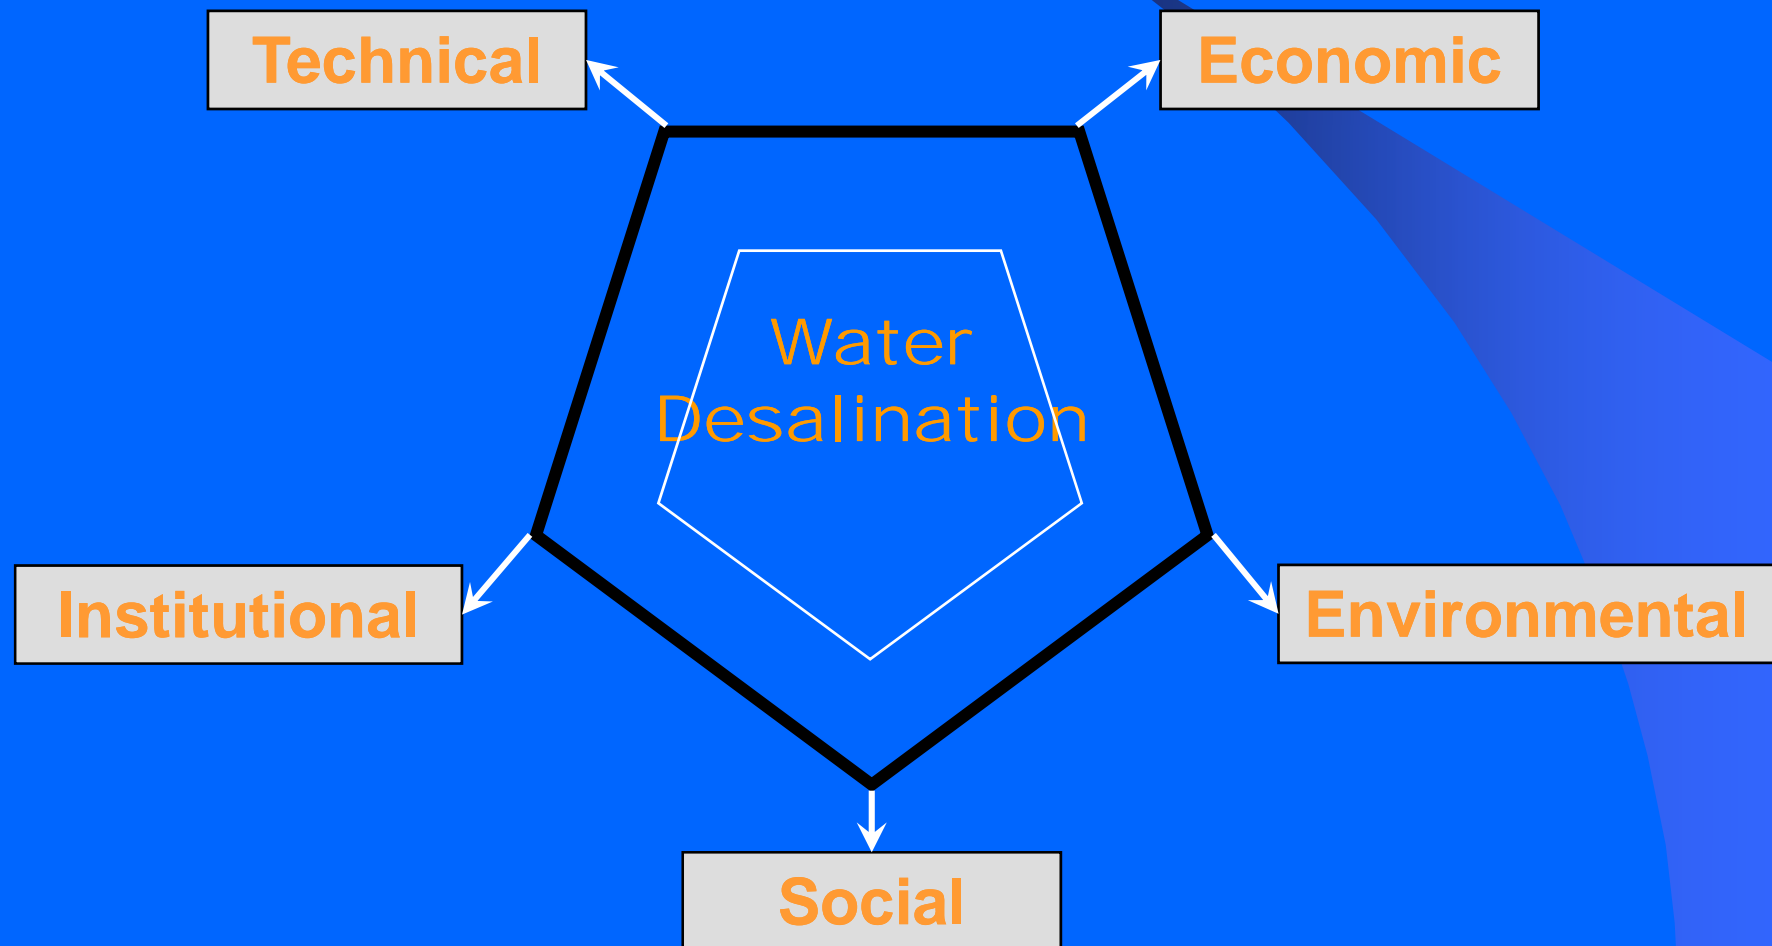 Technical
Economic
Water
Desalination
Institutional
Environmental
Social